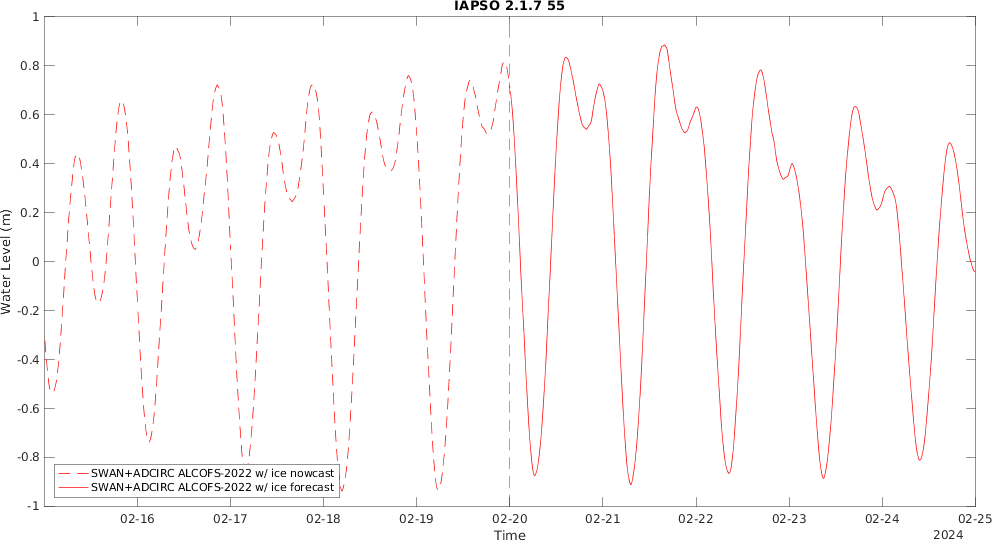 IAPSO 2.1.7 55
1
0.8
0.6
0.4
0.2
0
-0.2
-0.4
-0.6
-0.8
-1
Water Level (m)
SWAN+ADCIRC ALCOFS-2022 w/ ice nowcast
SWAN+ADCIRC ALCOFS-2022 w/ ice forecast
02-16 02-17 02-18 02-19 02-20 02-21 02-22 02-23 02-24 02-25
Time
2024